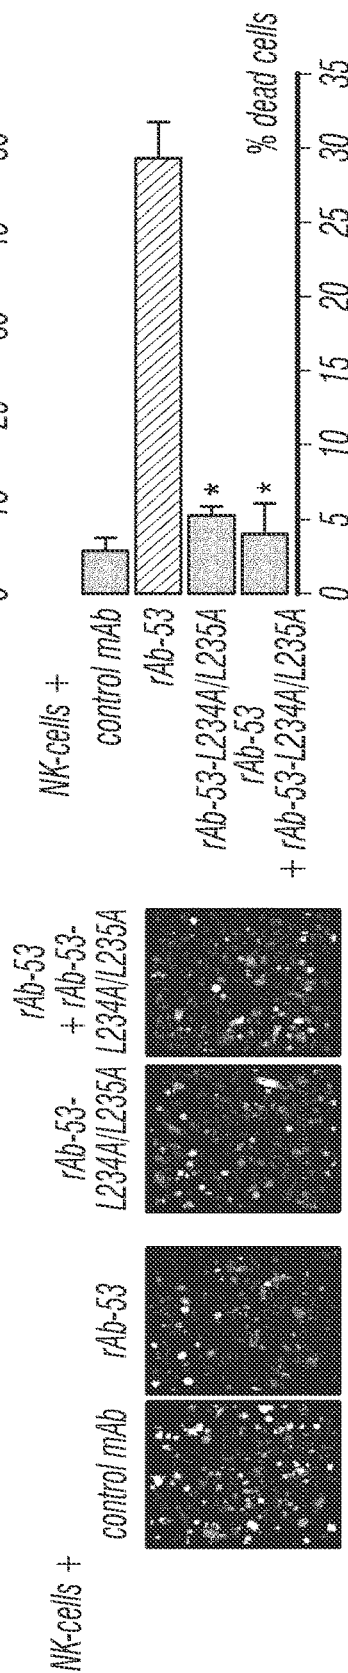 NK-cells +
control mAb
rAb-53
rAb-53-
L234A/L235A
rAb-53
+ rAb-53-
L234A/L235A
NK-cells +
control mAb
rAb-53
rAb-53-L234A/L235A
rAb-53
+ rAb-53-L234A/L235A
*
*
% dead cells
0 5 10 15 20 25 30 35